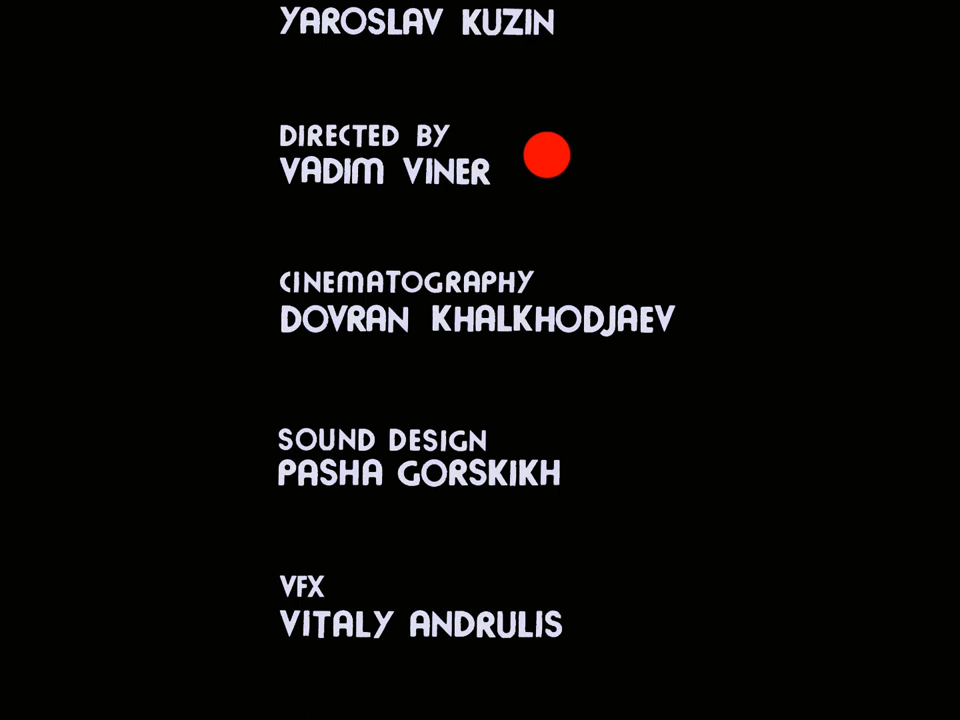 YAROSLAV KUZIN
DIRECTED BY
VADIM VINER
CINEMATOGRAPHY
DOVRAN KHALKHODJAEV
SOUND DESIGN
PASHA GORSKIKH
VFX
VITALY ANDRULIS